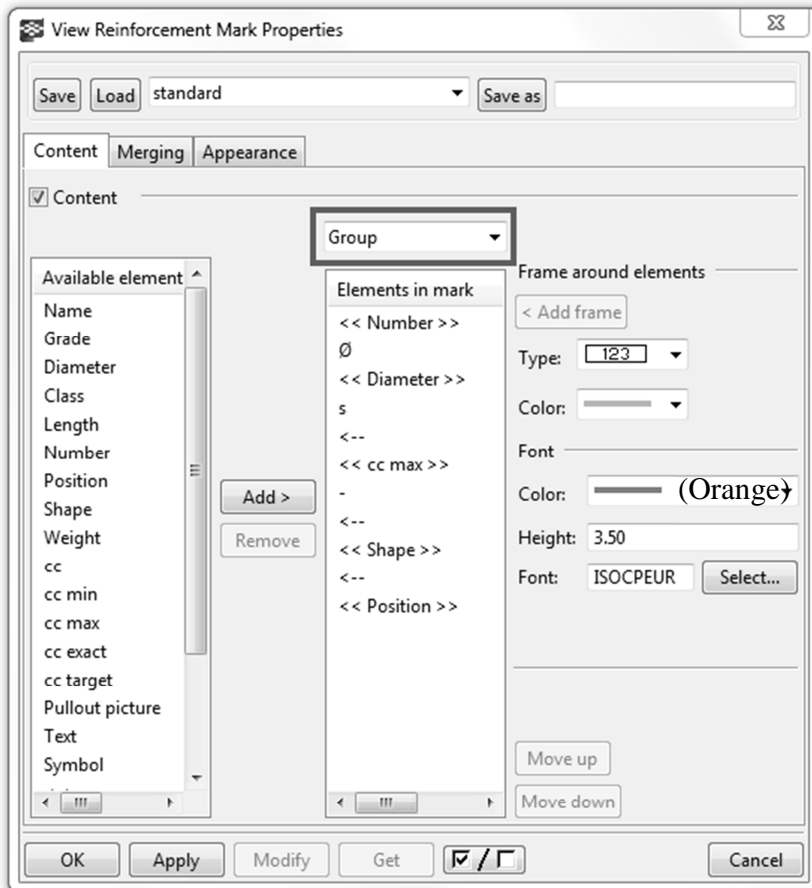 View Reinforcement Mark Properties
Save Load standard Save as
Content Merging Appearance
Content
Group
Available element
Name
Grade
Diameter
Class
Length
Number
Position
Shape
Weight
cc
cc min
cc max
cc exact
cc target
Pullout picture
Text
Symbol
Add >
Remove
Elements in mark
<< Number >>
Ø
<< Diameter >>
s
<--
<< cc max >>
-
<--
<< Shape >>
<--
<< Position >>
Frame around elements
< Add frame
Type: 123
Color:
Font
Color: (Orange)
Height: 3.50
Font: ISOCPEUR Select...
Move up
Move down
OK Apply Modify Get / Cancel